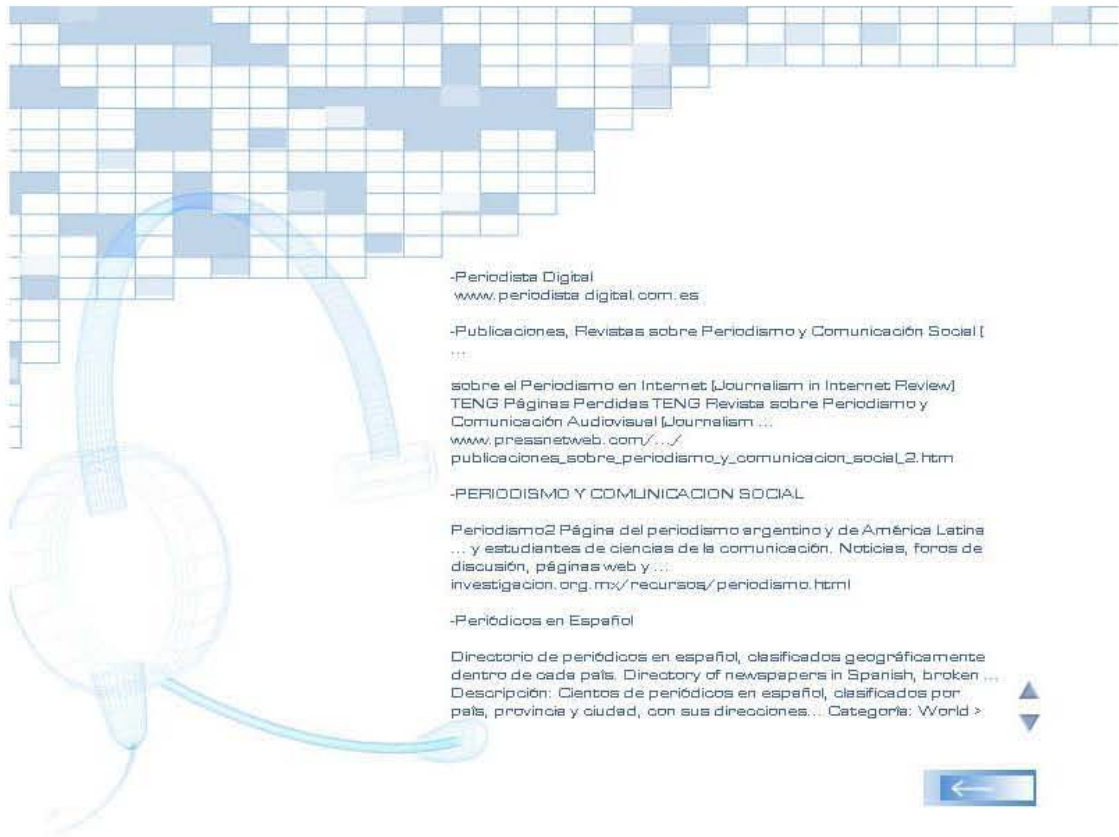 -Periodista Digital
www.periodista digital.com.es
-Publicaciones, Revistas sobre Periodismo y Comunicación Social [
...
sobre el Periodismo en Internet [Journalism in Internet Review]
TENG Páginas Perdidas TENG Revista sobre Periodismo y
Comunicación Audiovisual [Journalism ...
www.pressnetweb.com/.../
publicaciones_sobre_periodismo_y_comunicacion_social_2.htm
-PERIODISMO Y COMUNICACION SOCIAL
Periodismo2 Página del periodismo argentino y de América Latina
... y estudiantes de ciencias de la comunicación. Noticias, foros de
discusión, páginas web y ...
investigacion.org.mx/recursos/periodismo.html
-Periódicos en Español
Directorio de periódicos en español, clasificados geográficamente
dentro de cada país. Directory of newspapers in Spanish, broken ...
Descripción: Cientos de periódicos en español, clasificados por
país, provincia y ciudad, con sus direcciones... Categoría: World >